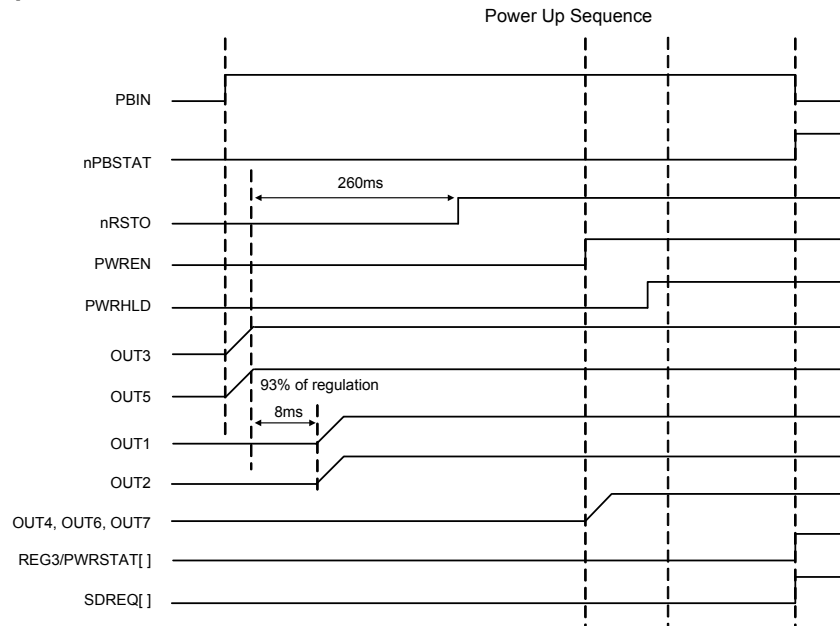 Power Up Sequence
PBIN
nPBSTAT
260ms
nRSTO
PWREN
PWRHLD
OUT3
93% of regulation
OUT5
8ms
OUT1
OUT2
OUT4, OUT6, OUT7
REG3/PWRSTAT[ ]
SDREQ[ ]